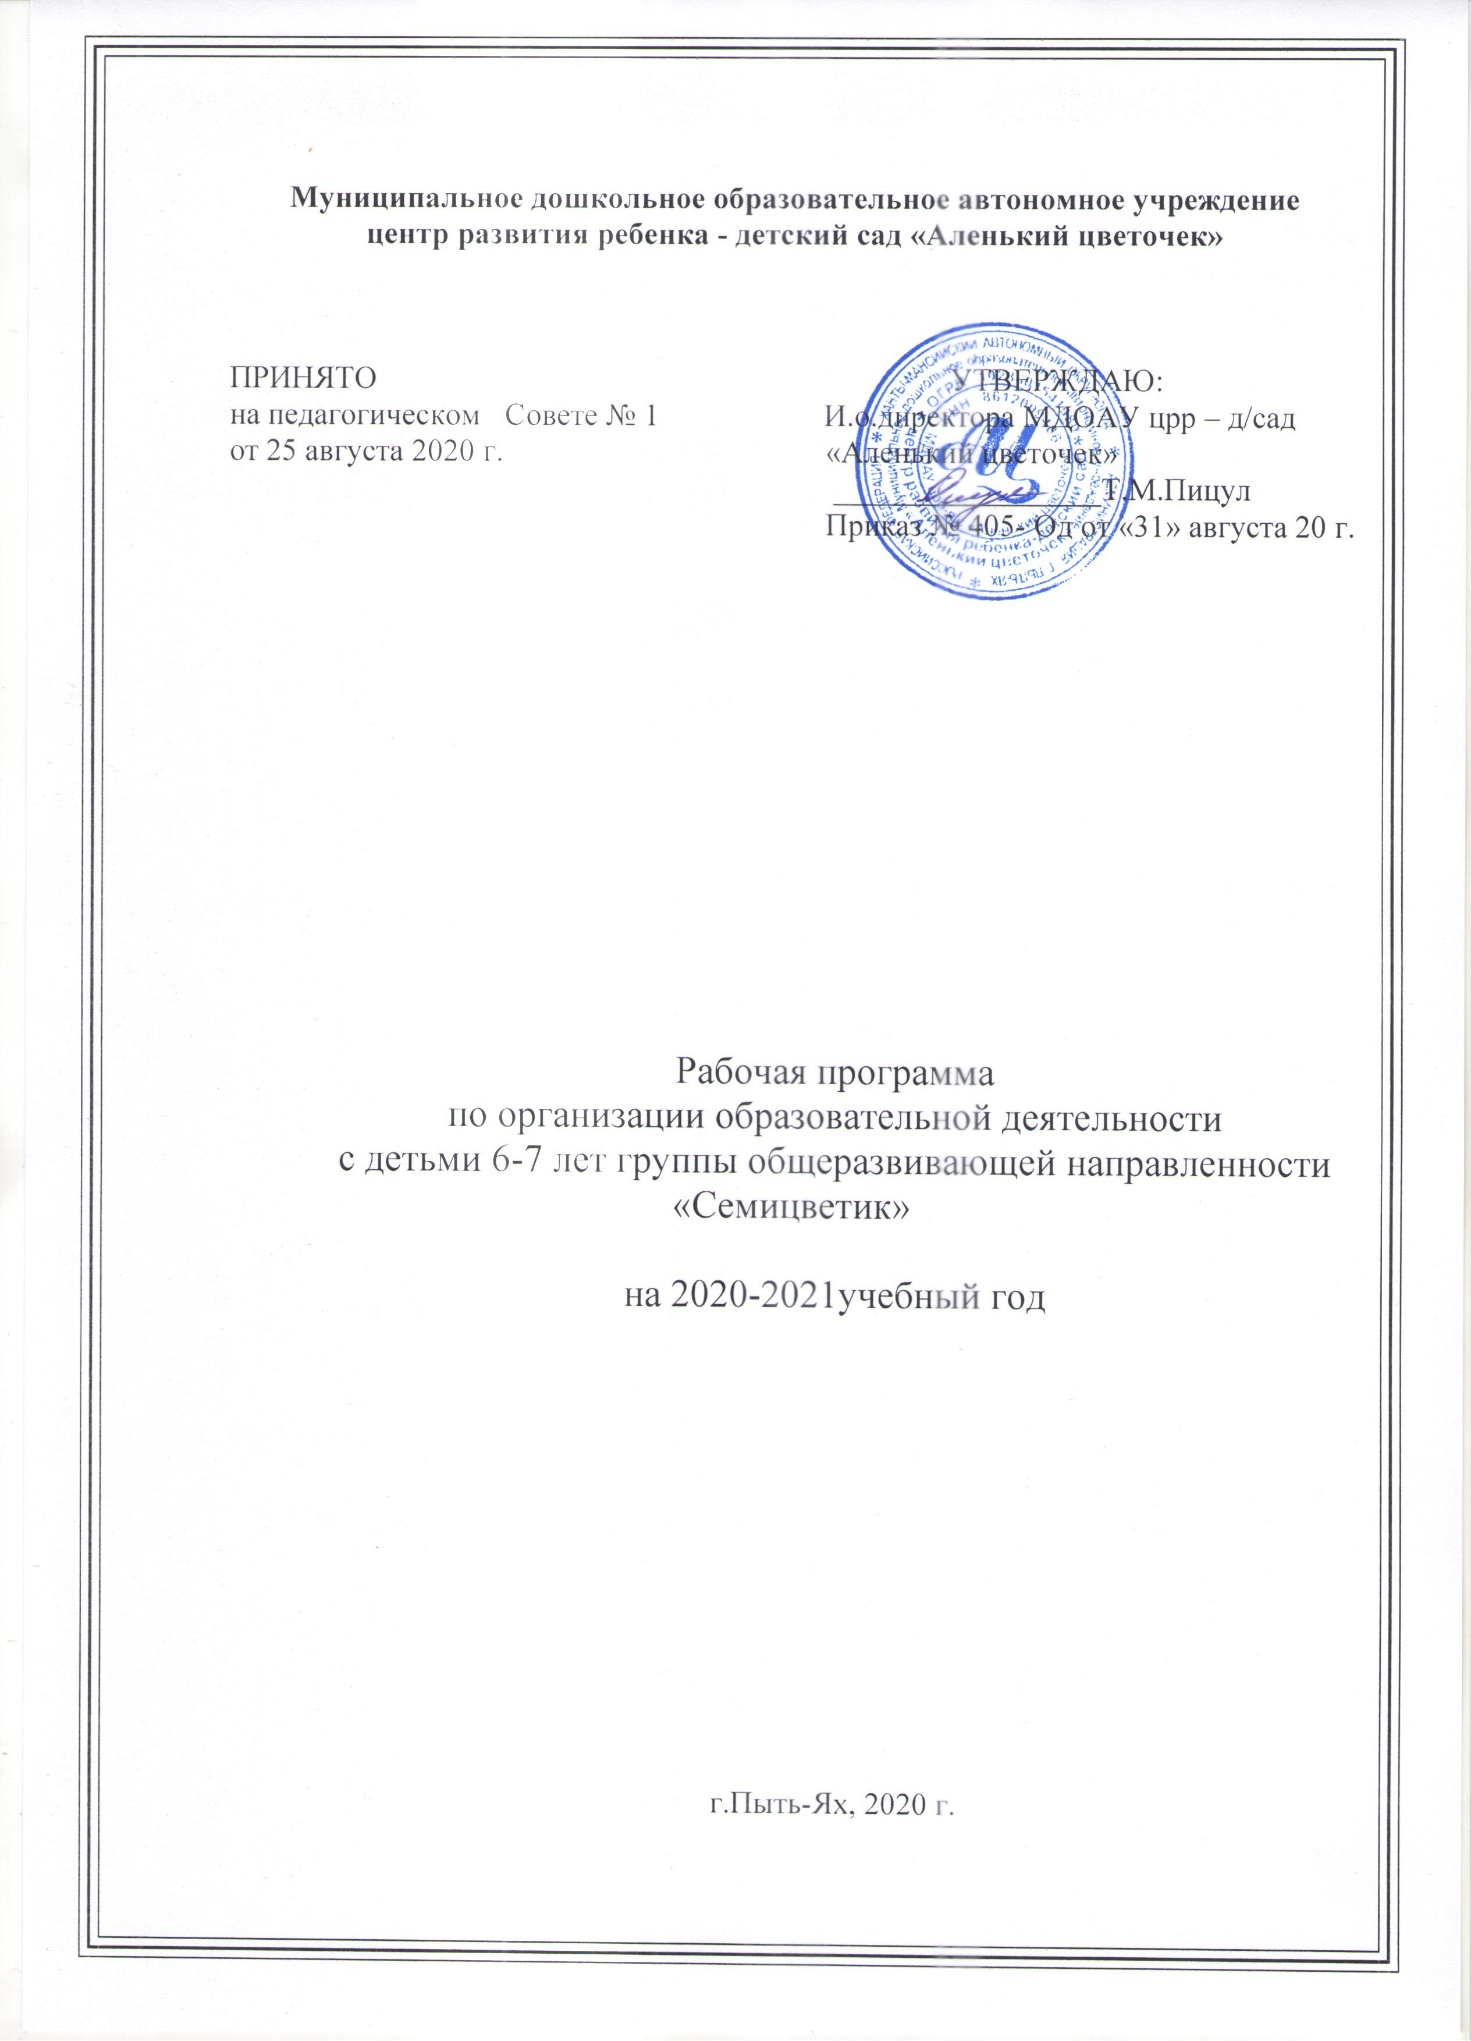 Муниципальное дошкольное образовательное автономное учреждение
центр развития ребенка - детский сад «Аленький цветочек»
ПРИНЯТО
на педагогическом Совете № 1
от 25 августа 2020 г.
УТВЕРЖДАЮ:
И.о.директора МДОАУ црр – д/сад
«Аленький цветочек»
Т.М.Пицул
Приказ № 405- Од от «31» августа 20 г.
Рабочая программа
по организации образовательной деятельности
с детьми 6-7 лет группы общеразвивающей направленности
«Семицветик»
на 2020-2021учебный год
г.Пыть-Ях, 2020 г.